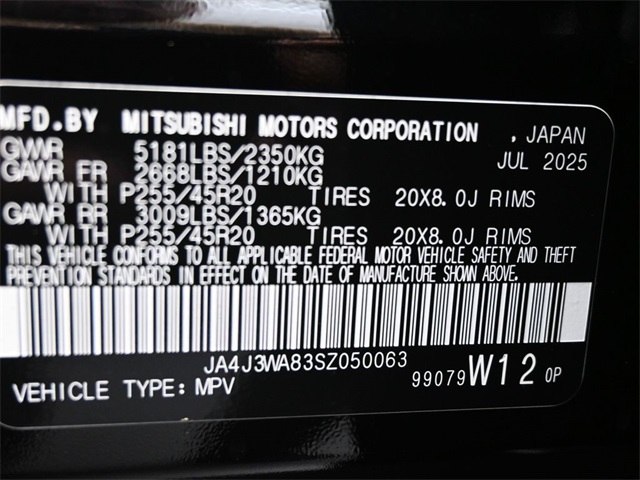 MFD.BY MITSUBISHI MOTORS CORPORATION , JAPAN
GVWR 5181LBS/2350KG JUL 2025
GAWR FR 2668LBS/1210KG
WITH P255/45R20 TIRES 20X8.0J RIMS
GAWR RR 3009LBS/1365KG
WITH P255/45R20 TIRES 20X8.0J RIMS
THIS VEHICLE CONFORMS TO ALL APPLICABLE FEDERAL MOTOR VEHICLE SAFETY AND THEFT
PREVENTION STANDARDS IN EFFECT ON THE DATE OF MANUFACTURE SHOWN ABOVE.
JA4J3WA83SZ050063
VEHICLE TYPE: MPV 99079 W12 0P